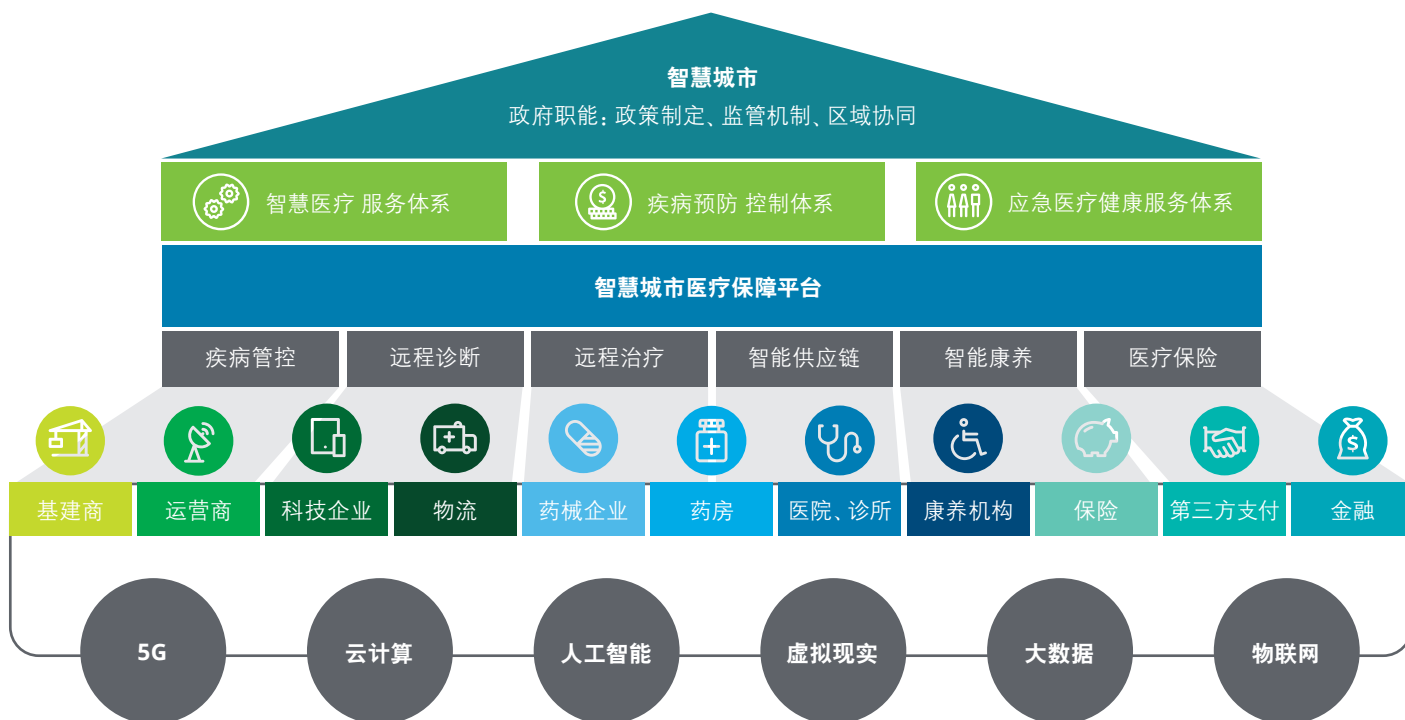 智慧城市
政府职能：政策制定、监管机制、区域协同
智慧医疗 服务体系
疾病预防 控制体系
应急医疗健康服务体系
智慧城市医疗保障平台
疾病管控
远程诊断
远程治疗
智能供应链
智能康养
医疗保险
基建商
运营商
科技企业
物流
药械企业
药房
医院、诊所
康养机构
保险
第三方支付
金融
5G
云计算
人工智能
虚拟现实
大数据
物联网